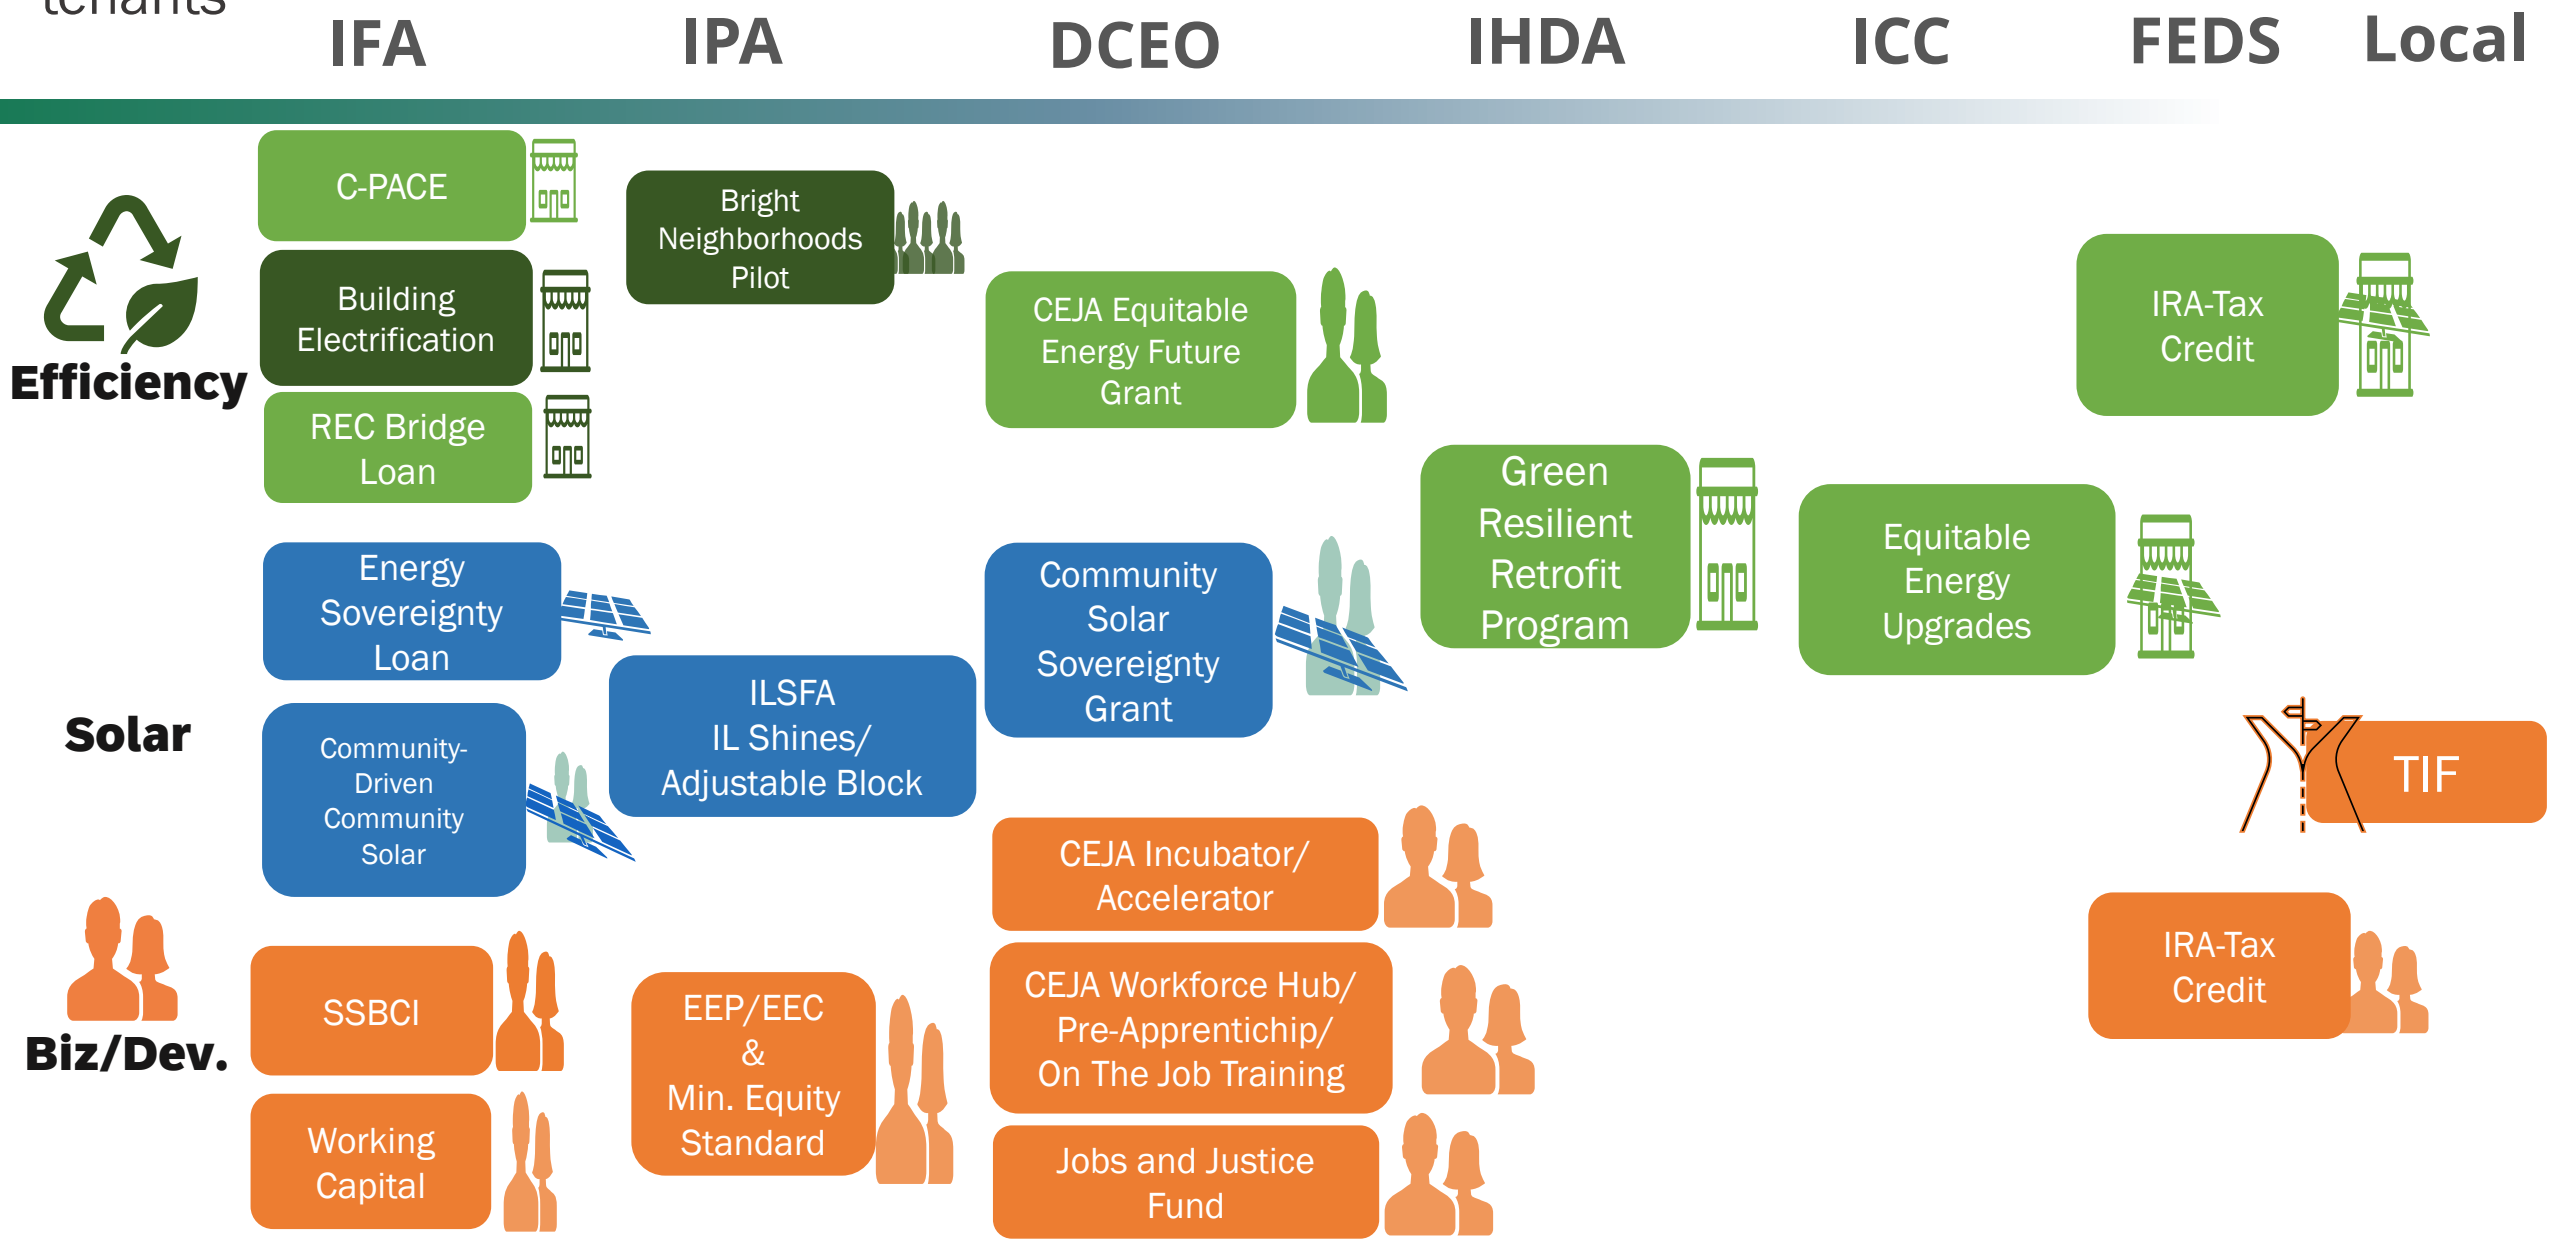 tenants
IFA
IPA
DCEO
IHDA
ICC
FEDS
Local
Efficiency
C-PACE
Building
Electrification
REC Bridge
Loan
Bright
Neighborhoods
Pilot
CEJA Equitable
Energy Future
Grant
Green
Resilient
Retrofit
Program
Equitable
Energy
Upgrades
IRA-Tax
Credit
Solar
Energy
Sovereignty
Loan
Community-
Driven
Community
Solar
ILSFA
IL Shines/
Adjustable Block
Community
Solar
Sovereignty
Grant
TIF
Biz/Dev.
SSBCI
Working
Capital
EEP/EEC
&
Min. Equity
Standard
CEJA Incubator/
Accelerator
CEJA Workforce Hub/
Pre-Apprentichip/
On The Job Training
Jobs and Justice
Fund
IRA-Tax
Credit